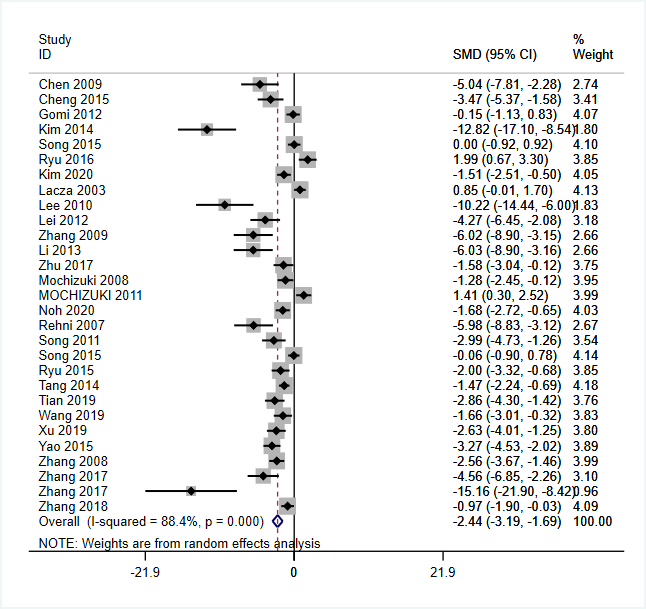 Study %
ID SMD (95% CI) Weight
Chen 2009 -5.04 (-7.81, -2.28) 2.74
Cheng 2015 -3.47 (-5.37, -1.58) 3.41
Gomi 2012 -0.15 (-1.13, 0.83) 4.07
Kim 2014 -12.82 (-17.10, -8.54) 1.80
Song 2015 0.00 (-0.92, 0.92) 4.10
Ryu 2016 1.99 (0.67, 3.30) 3.85
Kim 2020 -1.51 (-2.51, -0.50) 4.05
Lacza 2003 0.85 (-0.01, 1.70) 4.13
Lee 2010 -10.22 (-14.44, -6.00) 1.83
Lei 2012 -4.27 (-6.45, -2.08) 3.18
Zhang 2009 -6.02 (-8.90, -3.15) 2.66
Li 2013 -6.03 (-8.90, -3.16) 2.66
Zhu 2017 -1.58 (-3.04, -0.12) 3.75
Mochizuki 2008 -1.28 (-2.45, -0.12) 3.95
MOCHIZUKI 2011 1.41 (0.30, 2.52) 3.99
Noh 2020 -1.68 (-2.72, -0.65) 4.03
Rehni 2007 -5.98 (-8.83, -3.12) 2.67
Song 2011 -2.99 (-4.73, -1.26) 3.54
Song 2015 -0.06 (-0.90, 0.78) 4.14
Ryu 2015 -2.00 (-3.32, -0.68) 3.85
Tang 2014 -1.47 (-2.24, -0.69) 4.18
Tian 2019 -2.86 (-4.30, -1.42) 3.76
Wang 2019 -1.66 (-3.01, -0.32) 3.83
Xu 2019 -2.63 (-4.01, -1.25) 3.80
Yao 2015 -3.27 (-4.53, -2.02) 3.89
Zhang 2008 -2.56 (-3.67, -1.46) 3.99
Zhang 2017 -4.56 (-6.85, -2.26) 3.10
Zhang 2017 -15.16 (-21.90, -8.42) 0.96
Zhang 2018 -0.97 (-1.90, -0.03) 4.09
Overall (I-squared = 88.4%, p = 0.000) -2.44 (-3.19, -1.69) 100.00
NOTE: Weights are from random effects analysis
-21.9 0 21.9